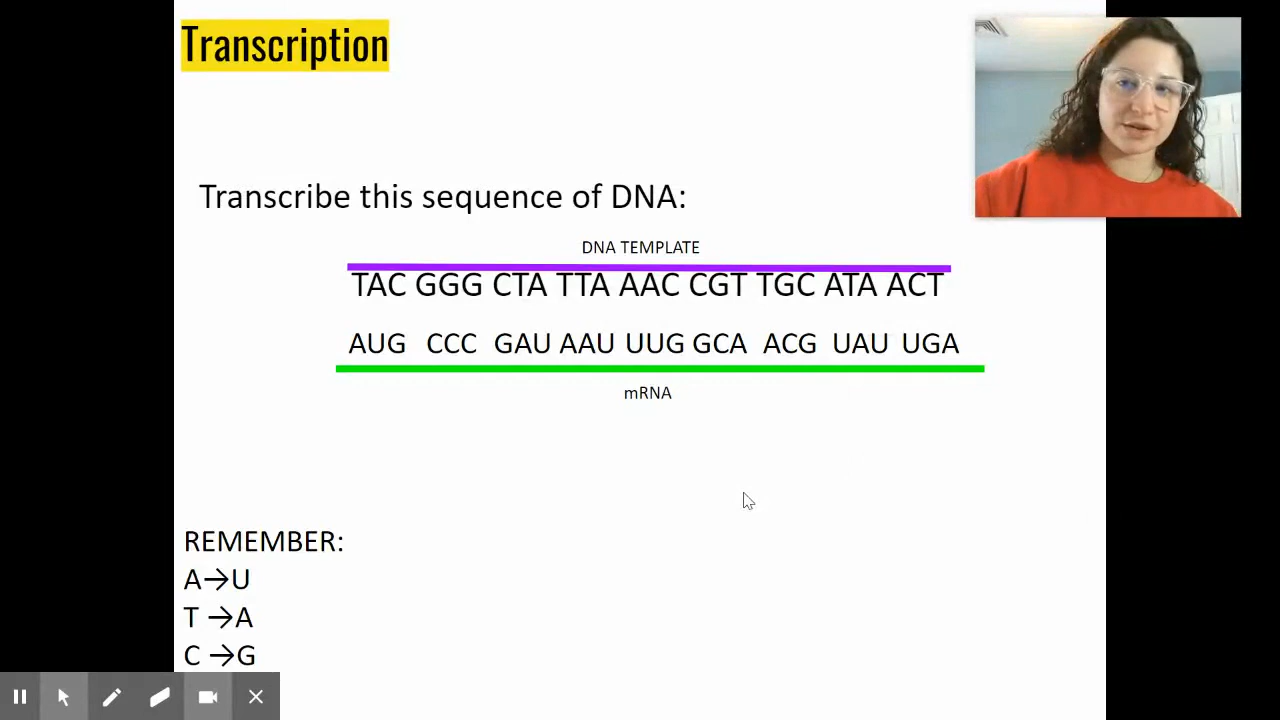 Transcription
Transcribe this sequence of DNA:
DNA TEMPLATE
TAC GGG CTA TTA AAC CGT TGC ATA ACT
AUG CCC GAU AAU UUG GCA ACG UAU UGA
mRNA
REMEMBER:
A→U
T →A
C →G